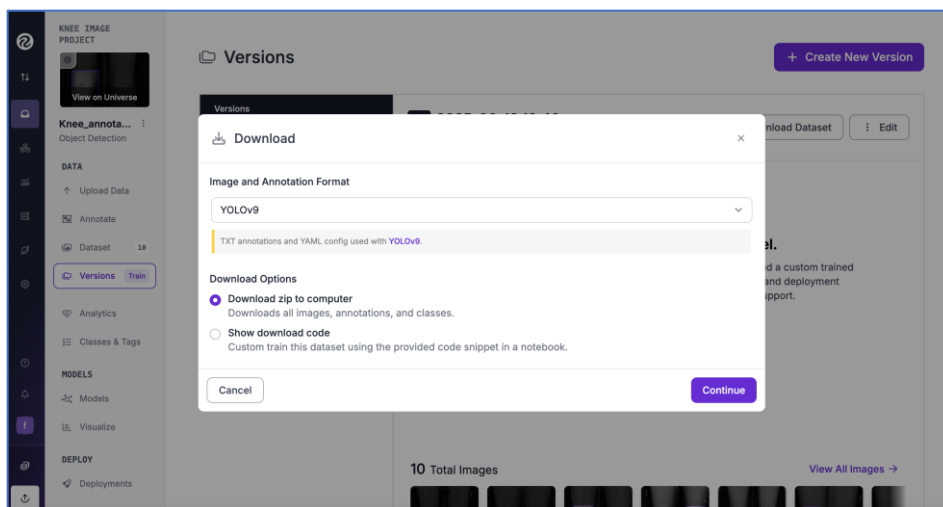 KNEE IMAGE
PROJECT
View on Universe
Knee_annota...
Object Detection
DATA
Upload Data
Annotate
Dataset 10
Versions Train
Analytics
Classes & Tags
MODELS
Models
Visualize
DEPLOY
Deployments
f
Versions
+ Create New Version
Versions
nload Dataset
Edit
Download
×
Image and Annotation Format
YOLOv9
TXT annotations and YAML config used with YOLOv9.
Download Options
Download zip to computer
Downloads all images, annotations, and classes.
Show download code
Custom train this dataset using the provided code snippet in a notebook.
Cancel
Continue
el.
d a custom trained
and deployment
upport.
10 Total Images
View All Images →